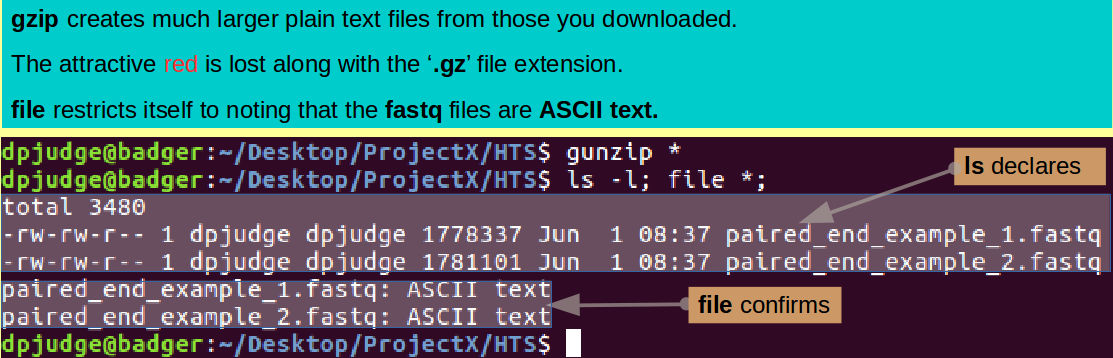 gzip creates much larger plain text files from those you downloaded.
The attractive red is lost along with the ‘.gz’ file extension.
file restricts itself to noting that the fastq files are ASCII text.
dpjudge@badger:~/Desktop/ProjectX/HTS$ gunzip *
dpjudge@badger:~/Desktop/ProjectX/HTS$ ls -l; file *;
ls declares
total 3480
-rw-rw-r-- 1 dpjudge dpjudge 1778337 Jun  1 08:37 paired_end_example_1.fastq
-rw-rw-r-- 1 dpjudge dpjudge 1781101 Jun  1 08:37 paired_end_example_2.fastq
paired_end_example_1.fastq: ASCII text
paired_end_example_2.fastq: ASCII text
file confirms
dpjudge@badger:~/Desktop/ProjectX/HTS$